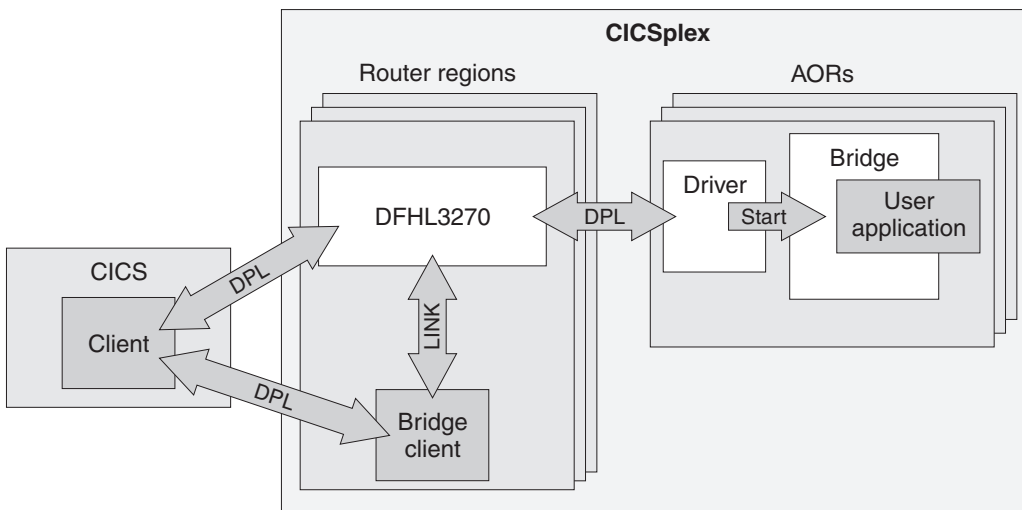 CICSplex
Router regions
AORs
DFHL3270
DPL
Driver
Start
Bridge
User
application
CICS
Client
DPL
DPL
LINK
Bridge
client